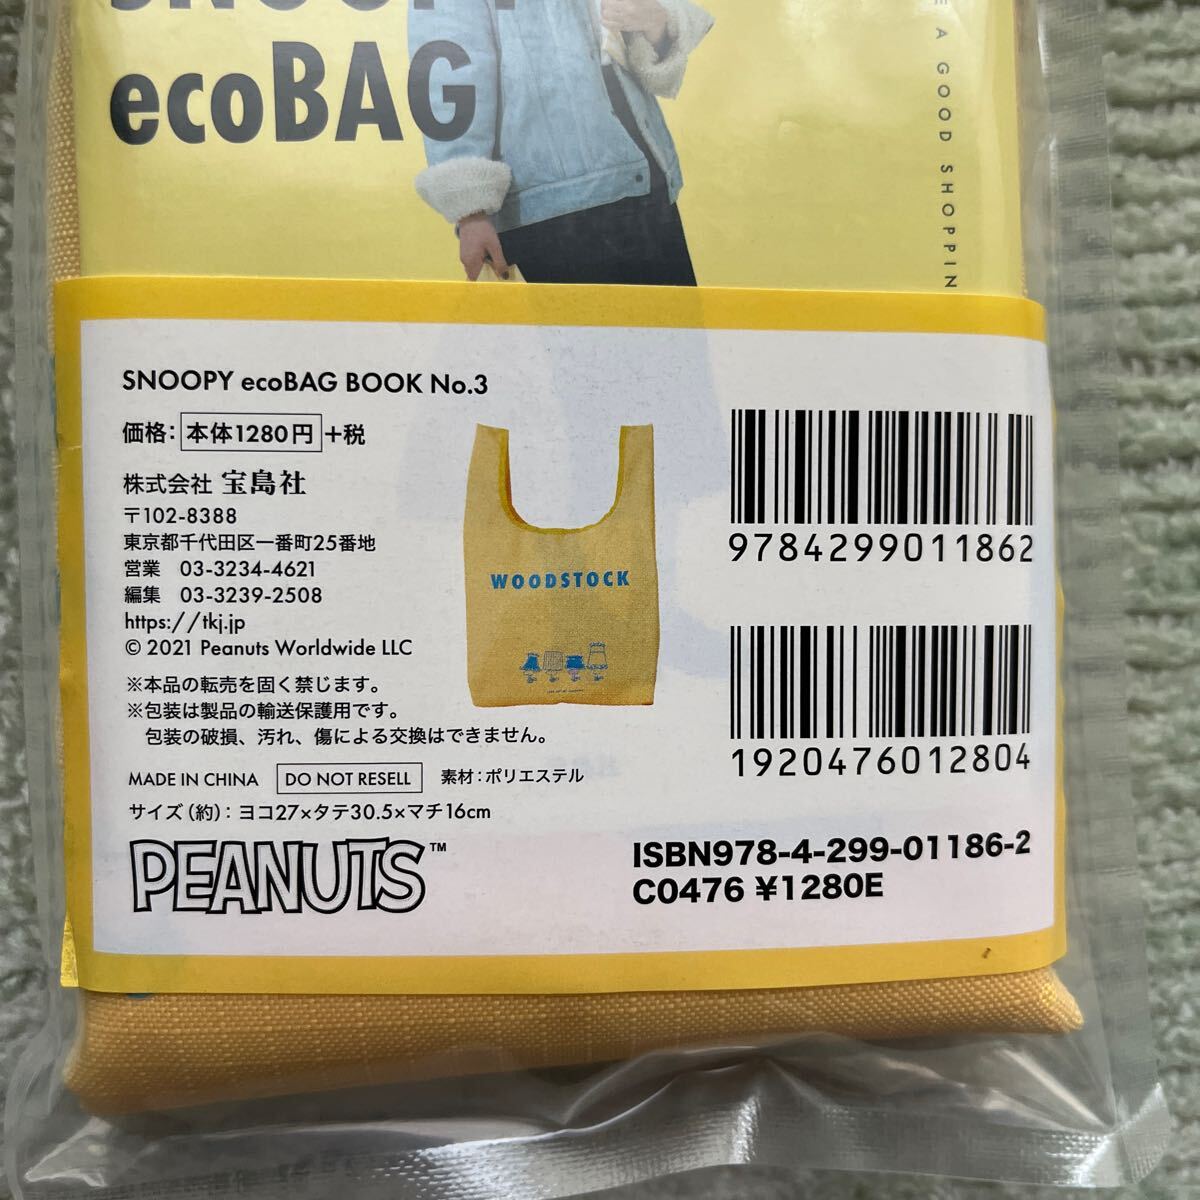 SNOOPY
ecoBAG
E A GOOD SHOPPIN
SNOOPY ecoBAG BOOK No.3
価格：本体1280円+税
株式会社 宝島社
〒102-8388
東京都千代田区一番町25番地
営業 03-3234-4621
編集 03-3239-2508
https://tkj.jp
© 2021 Peanuts Worldwide LLC
※本品の転売を固く禁じます。
※包装は製品の輸送保護用です。
包装の破損、汚れ、傷による交換はできません。
MADE IN CHINA DO NOT RESELL 素材：ポリエステル
サイズ（約）：ヨコ27×タテ30.5×マチ16cm
PEANUTS™
WOODSTOCK
9784299011862
1920476012804
ISBN978-4-299-01186-2
C0476 ¥1280E